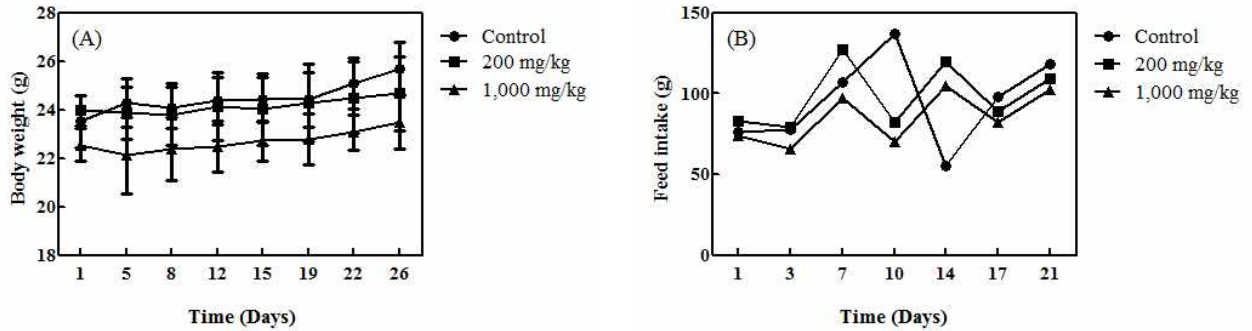 (A)
Body weight (g)
28
26
24
22
20
18
1 5 8 12 15 19 22 26
Time (Days)
Control
200 mg/kg
1,000 mg/kg
(B)
Feed intake (g)
150
100
50
0
1 3 7 10 14 17 21
Time (Days)
Control
200 mg/kg
1,000 mg/kg